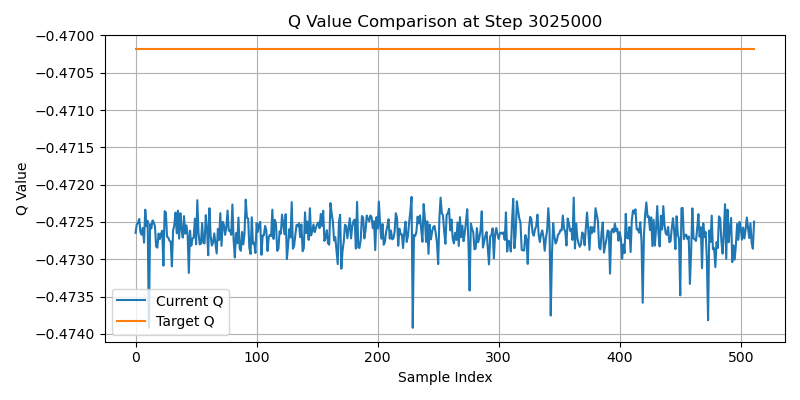 Q Value Comparison at Step 3025000
Q Value
−0.4700
−0.4705
−0.4710
−0.4715
−0.4720
−0.4725
−0.4730
−0.4735
−0.4740
Current Q
Target Q
0 100 200 300 400 500
Sample Index